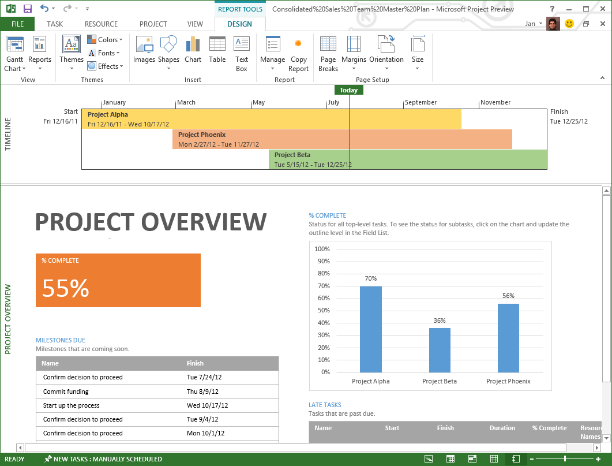 REPORT TOOLS
Consolidated%20Sales%20Team%20Master%20Plan - Microsoft Project Preview
?
FILE TASK RESOURCE PROJECT VIEW DESIGN
Jan
Gantt Chart
Reports
View
Themes
Colors
Fonts
Effects
Themes
Images
Shapes
Chart
Table
Text Box
Insert
Manage
Copy Report
Report
Page Breaks
Margins
Orientation
Size
Page Setup
Today
January March May July September November
TIMELINE
Start
Fri 12/16/11
Project Alpha
Fri 12/16/11 - Wed 10/17/12
Project Phoenix
Mon 2/27/12 - Tue 11/27/12
Project Beta
Tue 5/15/12 - Tue 12/25/12
Finish
Tue 12/25/12
PROJECT OVERVIEW
PROJECT OVERVIEW
% COMPLETE
55%
MILESTONES DUE
Milestones that are coming soon.
Name Finish
Confirm decision to proceed Tue 7/24/12
Commit funding Thu 8/9/12
Start up the process Wed 10/17/12
Confirm decision to proceed Tue 9/4/12
Confirm decision to proceed Mon 10/1/12
% COMPLETE
Status for all top-level tasks. To see the status for subtasks, click on the chart and update the
outline level in the Field List.
100%
90%
80%
70%
60%
50%
40%
30%
20%
10%
0%
70%
36%
56%
Project Alpha Project Beta Project Phoenix
LATE TASKS
Tasks that are past due.
Name Start Finish Duration % Complete Resou
Names
READY NEW TASKS : MANUALLY SCHEDULED